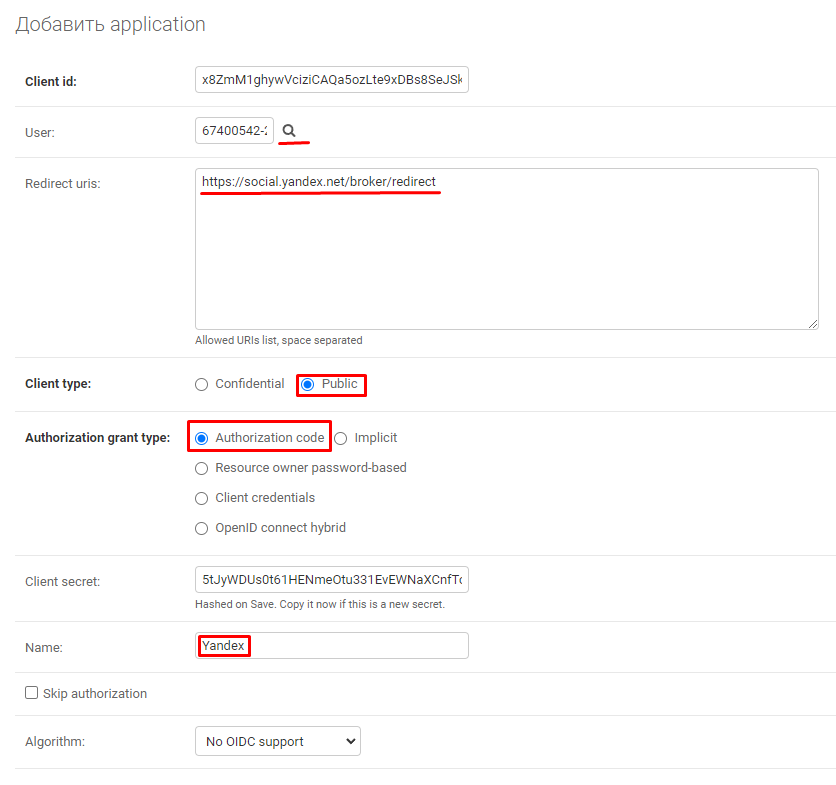 Добавить application
Client id: x8ZmM1ghywVciziCAQa5ozLte9xDBs8SeJSk
User: 67400542-2
Redirect uris: https://social.yandex.net/broker/redirect
Allowed URIs list, space separated
Client type: Confidential Public
Authorization grant type: Authorization code Implicit
Resource owner password-based
Client credentials
OpenID connect hybrid
Client secret: 5tJyWDUs0t61HENmeOtu331EvEWNaXCnfTc
Hashed on Save. Copy it now if this is a new secret.
Name: Yandex
Skip authorization
Algorithm: No OIDC support